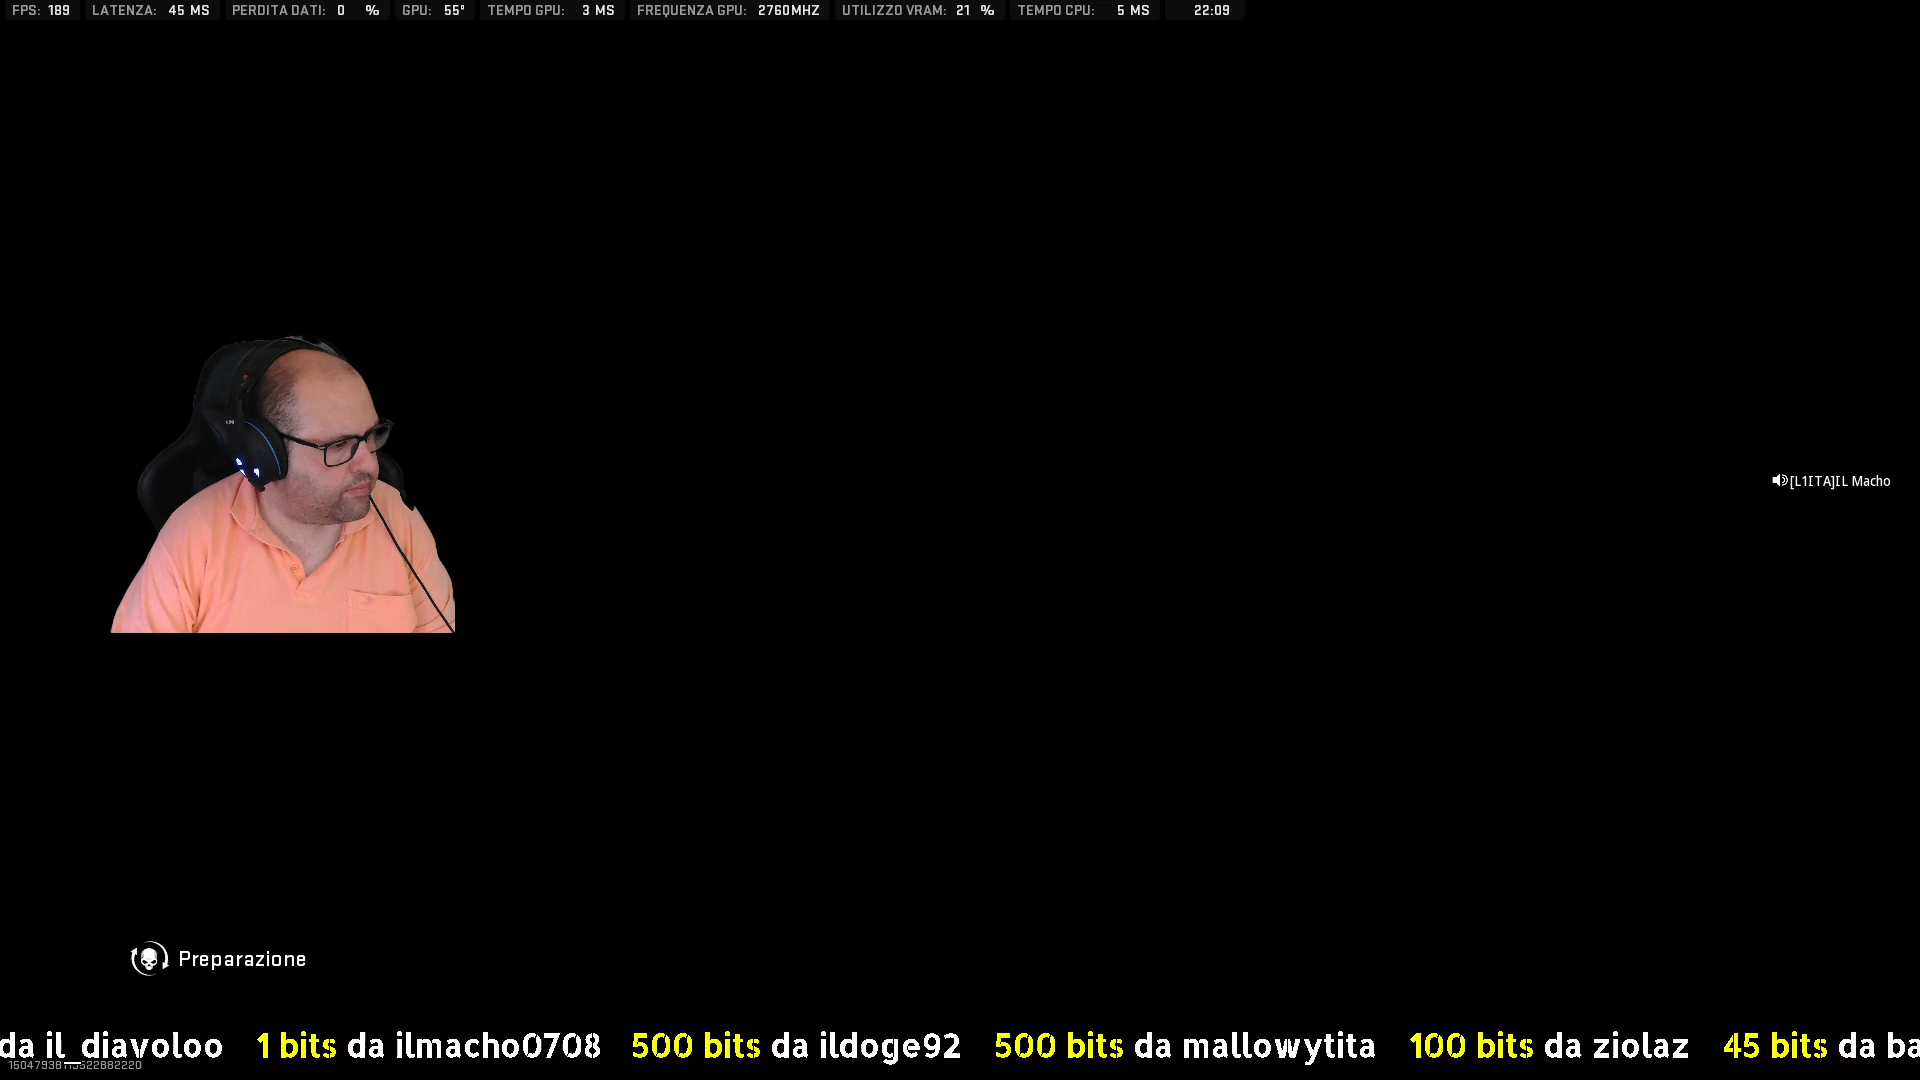 FPS: 189 LATENZA: 45 MS PERDITA DATI: 0 % GPU: 55° TEMPO GPU: 3 MS FREQUENZA GPU: 2760MHZ UTILIZZO VRAM: 21 % TEMPO CPU: 5 MS 22:09
[L1ITA]IL Macho
Preparazione
da il_diavoloo 1 bits da ilmacho0708 500 bits da ildoge92 500 bits da mallowytita 100 bits da ziolaz 45 bits da ba